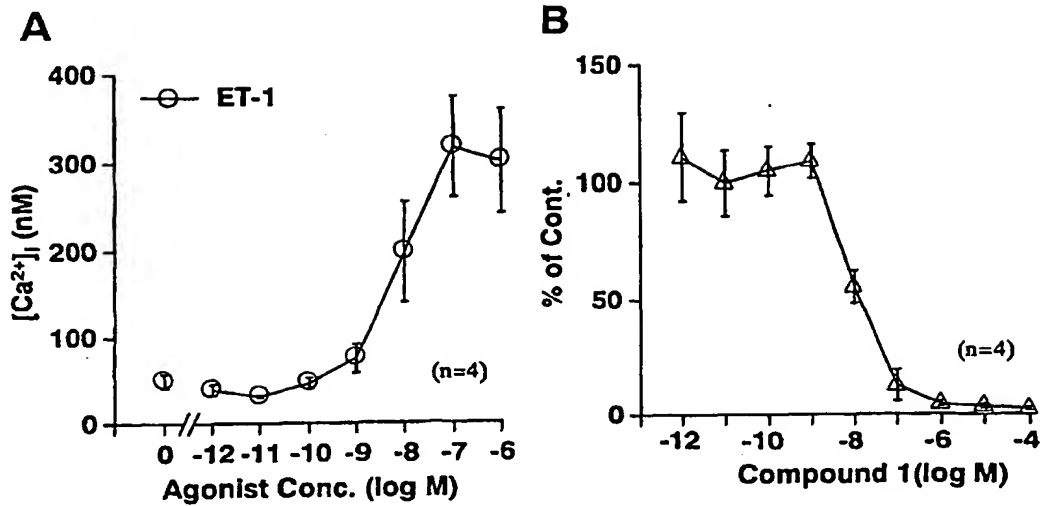 A
400
300
200
100
0
[Ca²⁺]ᵢ (nM)
ET-1
(n=4)
0 -12 -11 -10 -9 -8 -7 -6
Agonist Conc. (log M)
B
150
100
50
0
% of Cont.
(n=4)
-12 -10 -8 -6 -4
Compound 1(log M)